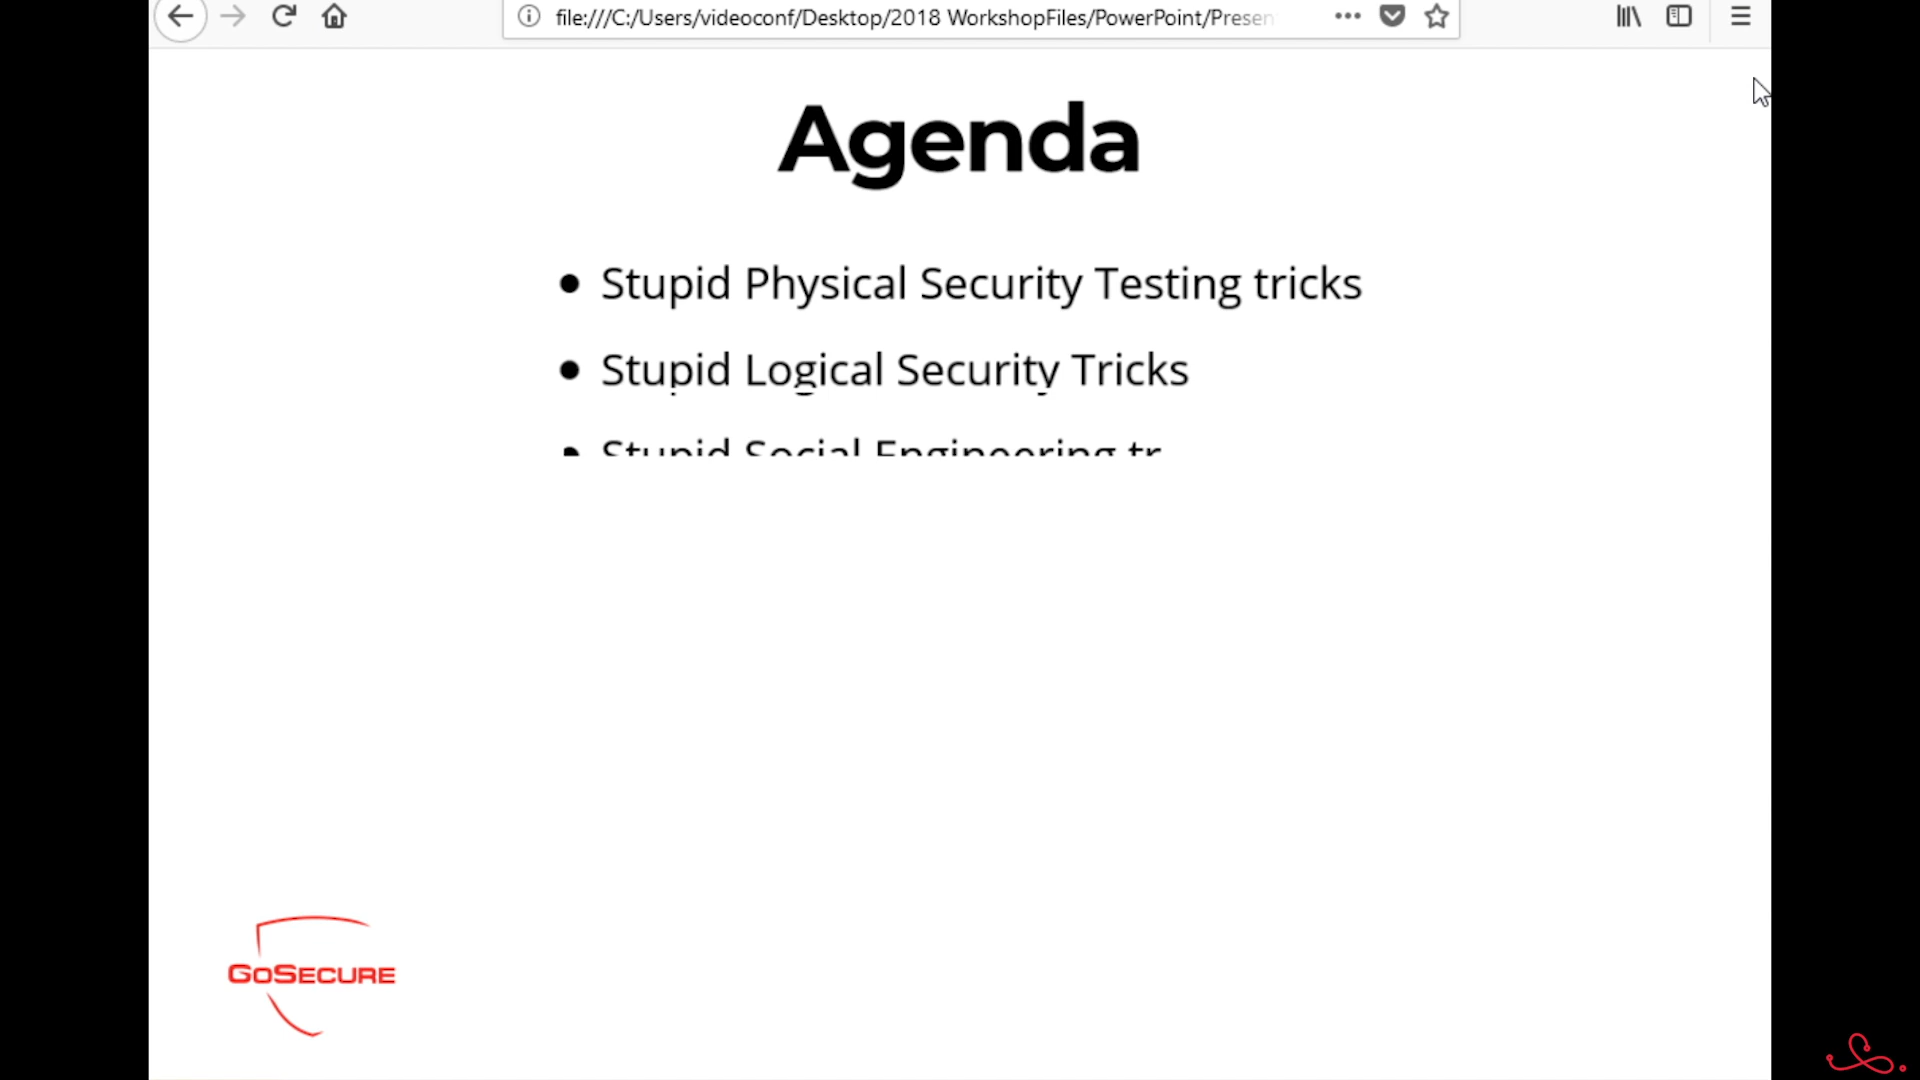 file:///C:/Users/videoconf/Desktop/2018 WorkshopFiles/PowerPoint/Presen
Agenda
• Stupid Physical Security Testing tricks
• Stupid Logical Security Tricks
• Stupid Social Engineering tr
GoSecure